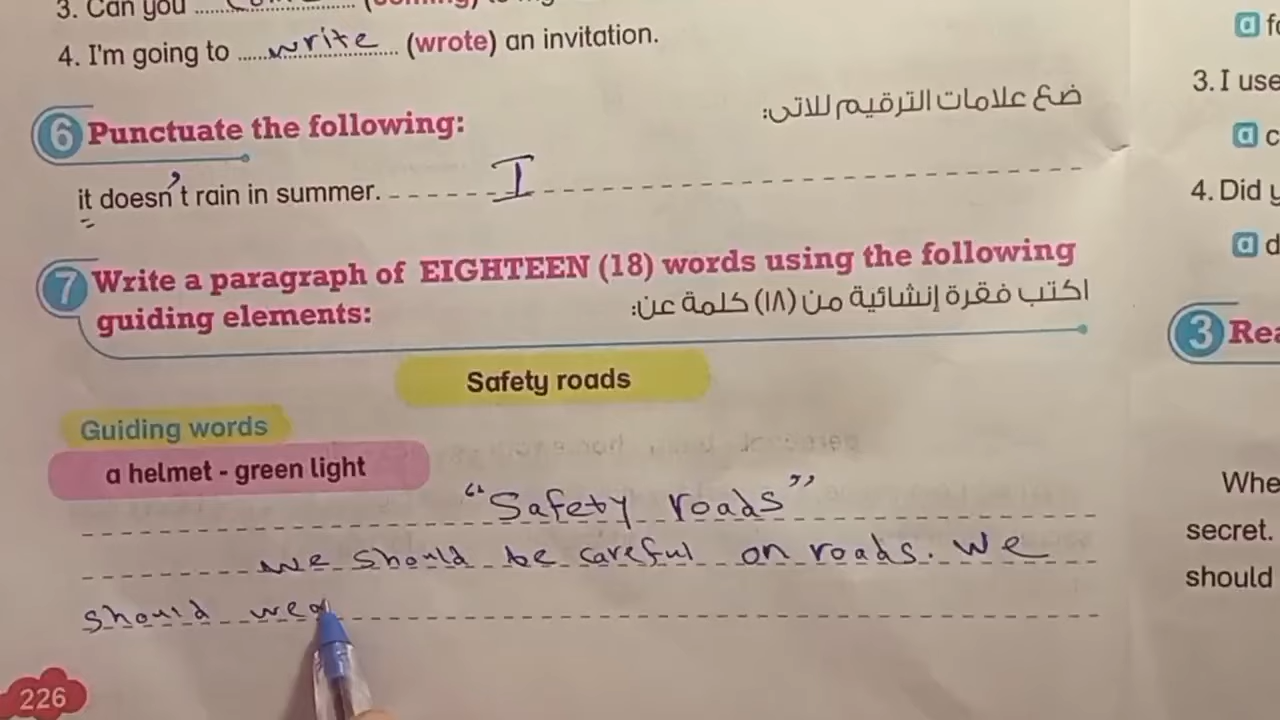 3. Can you
4. I'm going to write (wrote) an invitation.
6 Punctuate the following:
ضع علامات الترقيم للاتى:
it doesn't rain in summer. I
7 Write a paragraph of EIGHTEEN (18) words using the following
guiding elements:
اكتب فقرة إنشائية من (١٨) كلمة عن:
Safety roads
Guiding words
a helmet - green light
"Safety roads"
We should be careful on roads. We
should wea
226
a
3. I use
a
4. Did
a
3
Whe
secret.
should